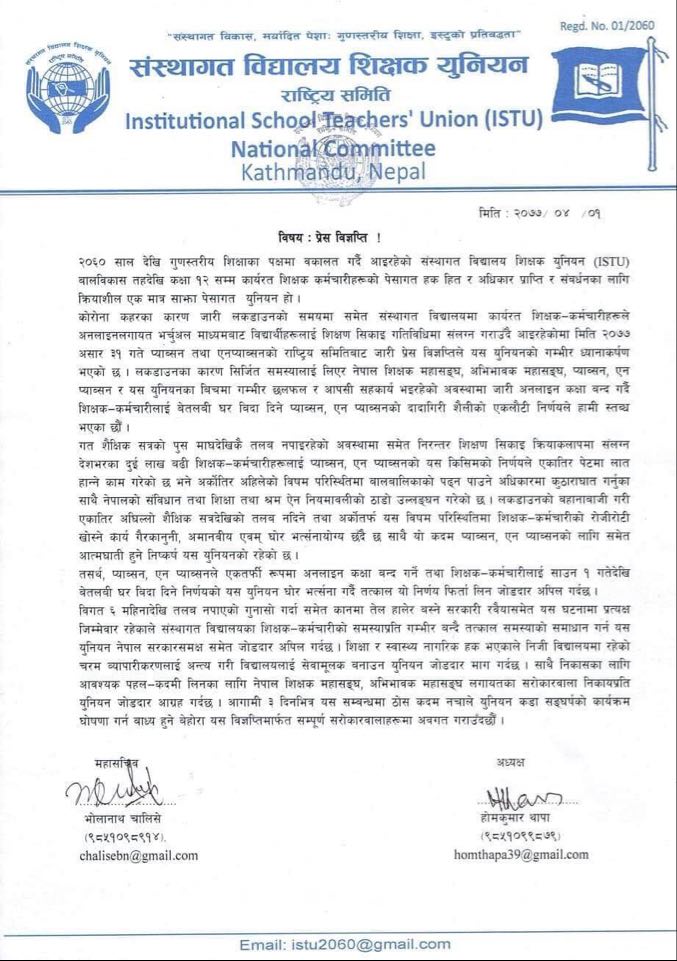 "संस्थागत विकास, मर्यादित पेशाः गुणस्तरीय शिक्षा, इस्टुको प्रतिबद्धता"
Regd. No. 01/2060
संस्थागत विद्यालय शिक्षक युनियन
राष्ट्रिय समिति
Institutional School Teachers' Union (ISTU)
National Committee
Kathmandu, Nepal
मिति : २०७७/ ०४ /०१
विषय : प्रेस विज्ञप्ति !
२०६० साल देखि गुणस्तरीय शिक्षाका पक्षमा वकालत गर्दै आइरहेको संस्थागत विद्यालय शिक्षक युनियन (ISTU)
बालविकास तहदेखि कक्षा १२ सम्म कार्यरत शिक्षक कर्मचारीहरूको पेसागत हक हित र अधिकार प्राप्ति र संवर्धनका लागि
क्रियाशील एक मात्र साझा पेसागत युनियन हो ।
कोरोना कहरका कारण जारी लकडाउनको समयमा समेत संस्थागत विद्यालयमा कार्यरत शिक्षक–कर्मचारीहरूले
अनलाइनलगायत भर्चुअल माध्यमबाट विद्यार्थीहरूलाई शिक्षण सिकाइ गतिविधिमा संलग्न गराउँदै आइरहेकोमा मिति २०७७
असार ३१ गते प्याब्सन तथा एनप्याब्सनको राष्ट्रिय समितिबाट जारी प्रेस विज्ञप्तिले यस युनियनको गम्भीर ध्यानाकर्षण
भएको छ । लकडाउनका कारण सिर्जित समस्यालाई लिएर नेपाल शिक्षक महासङ्घ, अभिभावक महासङ्घ, प्याब्सन, एन
प्याब्सन र यस युनियनका बिचमा गम्भीर छलफल र आपसी सहकार्य भइरहेको अवस्थामा जारी अनलाइन कक्षा बन्द गर्दै
शिक्षक–कर्मचारीलाई बेतलबी घर विदा दिने प्याब्सन, एन प्याब्सनको दादागिरी शैलीको एकलौटी निर्णयले हामी स्तब्ध
भएका छौँ ।
गत शैक्षिक सत्रको पुस माघदेखिकै तलब नपाइरहेको अवस्थामा समेत निरन्तर शिक्षण सिकाइ क्रियाकलापमा संलग्न
देशभरका दुई लाख बढी शिक्षक–कर्मचारीहरूलाई प्याब्सन, एन प्याब्सनको यस किसिमको निर्णयले एकातिर पेटमा लात
हान्ने काम गरेको छ भने अर्कोतिर अहिलेको विषम परिस्थितिमा बालबालिकाको पढ्न पाउने अधिकारमा कुठाराघात गर्नुका
साथै नेपालको संविधान तथा शिक्षा तथा श्रम ऐन नियमावलीको ठाडो उल्लङ्घन गरेको छ । लकडाउनको बहानाबाजी गरी
एकातिर अघिल्लो शैक्षिक सत्रदेखिको तलब नदिने तथा अर्कोतर्फ यस विषम परिस्थितिमा शिक्षक–कर्मचारीको रोजीरोटी
खोस्ने कार्य गैरकानुनी, अमानवीय एवम् घोर भर्त्सनायोग्य छँदै छ साथै यो कदम प्याब्सन, एन प्याब्सनको लागि समेत
आत्मघाती हुने निष्कर्ष यस युनियनको रहेको छ ।
तसर्थ, प्याब्सन, एन प्याब्सनले एकतर्फी रूपमा अनलाइन कक्षा बन्द गर्ने तथा शिक्षक–कर्मचारीलाई साउन १ गतेदेखि
बेतलबी घर विदा दिने निर्णयको यस युनियन घोर भर्त्सना गर्दै तत्काल यो निर्णय फिर्ता लिन जोडदार अपिल गर्दछ ।
विगत ६ महिनादेखि तलब नपाएको गुनासो गर्दा समेत कानमा तेल हालेर बस्ने सरकारी रवैयासमेत यस घटनामा प्रत्यक्ष
जिम्मेवार रहेकाले संस्थागत विद्यालयका शिक्षक–कर्मचारीको समस्याप्रति गम्भीर बन्दै तत्काल समस्याको समाधान गर्न यस
युनियन नेपाल सरकारसमक्ष समेत जोडदार अपिल गर्दछ । शिक्षा र स्वास्थ्य नागरिक हक भएकाले निजी विद्यालयमा रहेको
चरम व्यापारीकरणलाई अन्त्य गरी विद्यालयलाई सेवामूलक बनाउन युनियन जोडदार माग गर्दछ । साथै निकासका लागि
आवश्यक पहल–कदमी लिनका लागि नेपाल शिक्षक महासङ्घ, अभिभावक महासङ्घ लगायतका सरोकारवाला निकायप्रति
युनियन जोडदार आग्रह गर्दछ । आगामी ३ दिनभित्र यस सम्बन्धमा ठोस कदम नचाले युनियन कडा सङ्घर्षको कार्यक्रम
घोषणा गर्न बाध्य हुने बेहोरा यस विज्ञप्तिमार्फत सम्पूर्ण सरोकारवालाहरूमा अवगत गराउँदछौँ ।
महासचिव
भोलानाथ चालिसे
(९८५१०९८९१४).
chalisebn@gmail.com
अध्यक्ष
होमकुमार थापा
(९८५१०९९८७९)
homthapa39@gmail.com
Email: istu2060@gmail.com